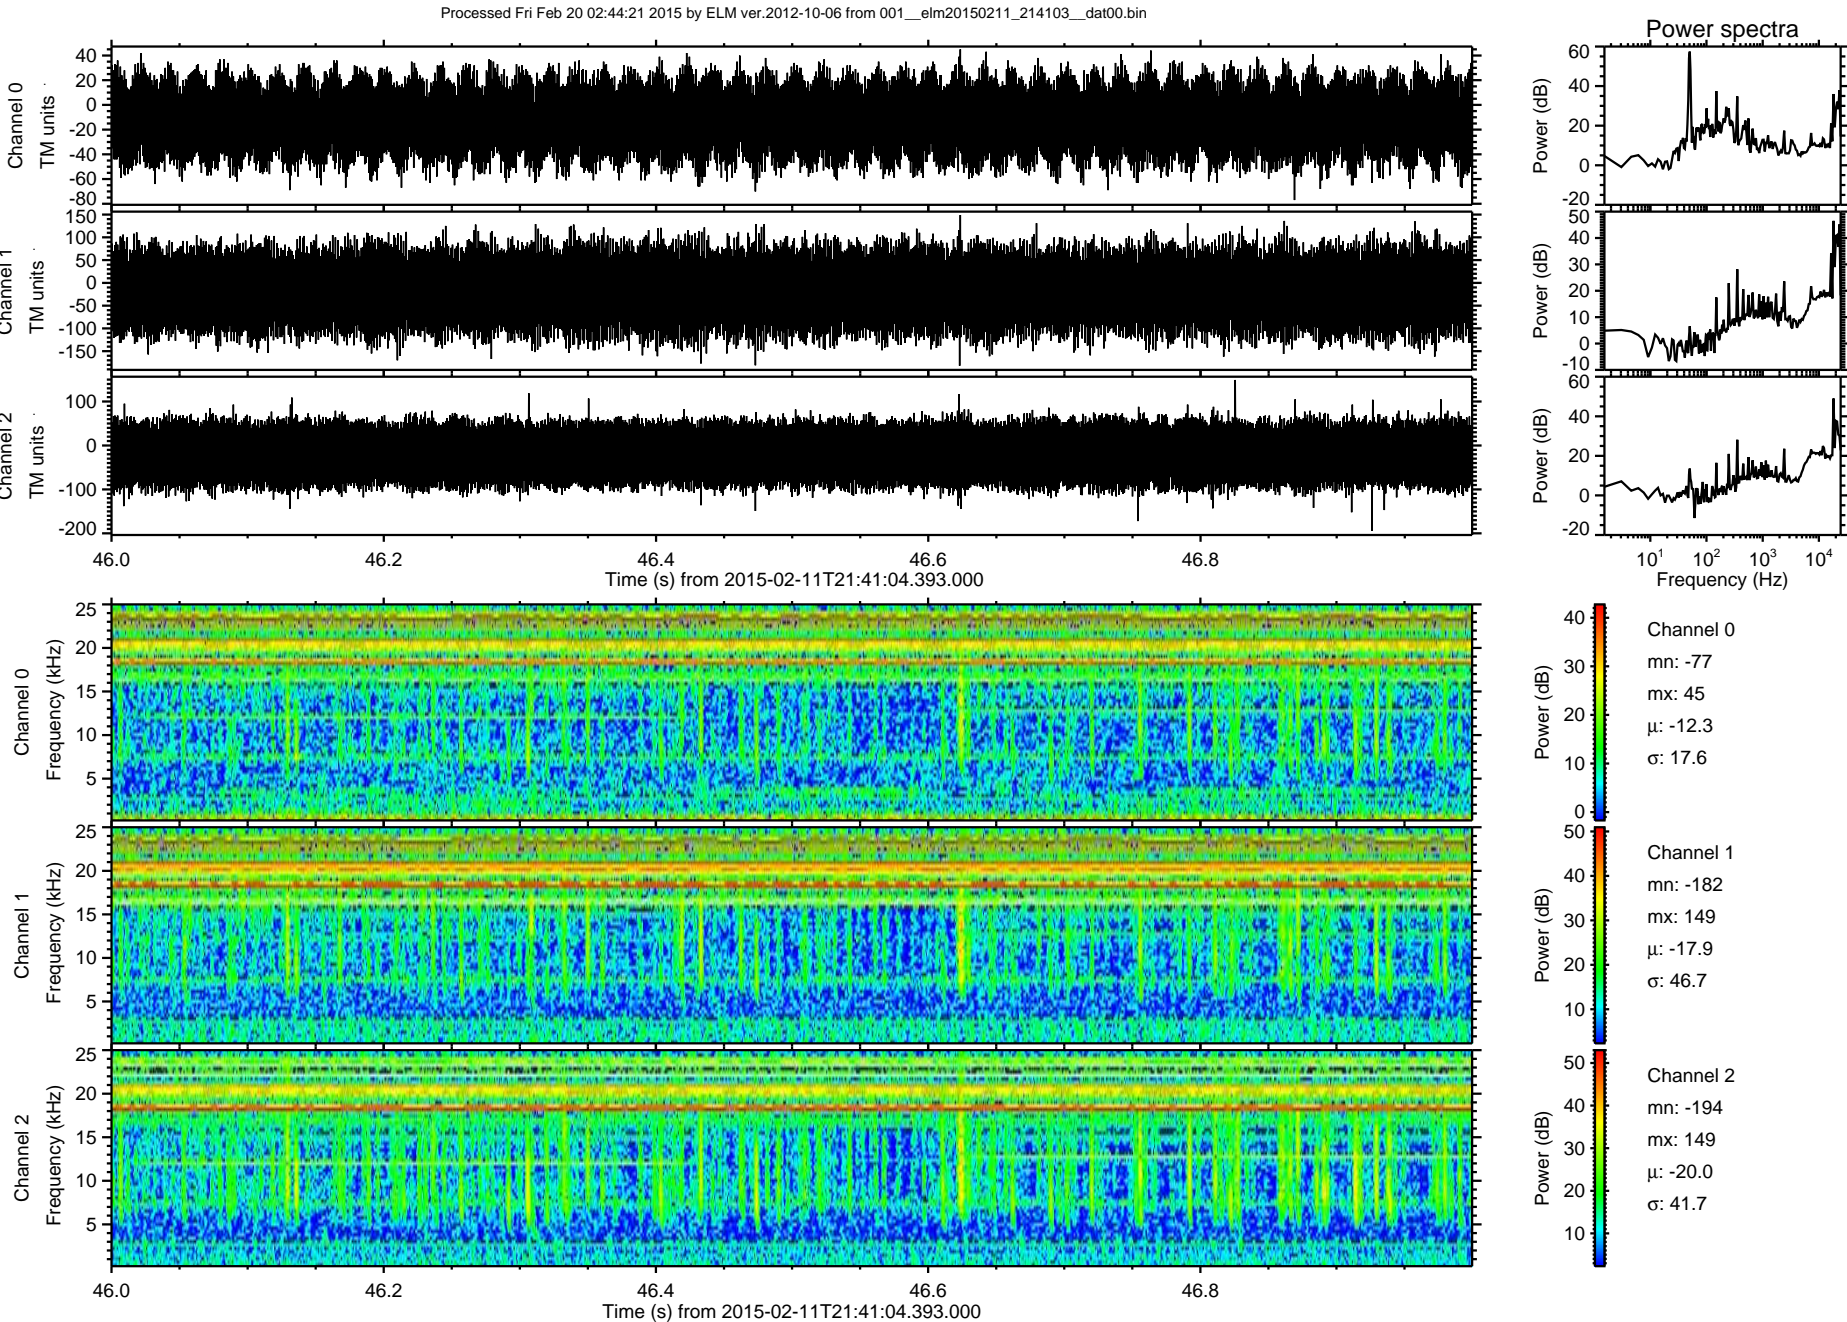 Processed Fri Feb 20 02:44:21 2015 by ELM ver.2012-10-06 from 001__elm20150211_214103__dat00.bin
Power spectra
Channel 0
TM units
40
20
0
-20
-40
-60
-80
Power (dB)
60
40
20
0
-20
Channel 1
TM units
150
100
50
0
-50
-100
-150
Power (dB)
50
40
30
20
10
0
-10
Channel 2
TM units
100
0
-100
-200
Power (dB)
60
40
20
0
-20
46.0 46.2 46.4 46.6 46.8
Time (s) from 2015-02-11T21:41:04.393.000
10¹ 10² 10³ 10⁴
Frequency (Hz)
Channel 0
Frequency (kHz)
25
20
15
10
5
Power (dB)
40
30
20
10
0
Channel 0
mn: -77
mx: 45
μ: -12.3
σ: 17.6
Channel 1
Frequency (kHz)
25
20
15
10
5
Power (dB)
50
40
30
20
10
Channel 1
mn: -182
mx: 149
μ: -17.9
σ: 46.7
Channel 2
Frequency (kHz)
25
20
15
10
5
Power (dB)
50
40
30
20
10
Channel 2
mn: -194
mx: 149
μ: -20.0
σ: 41.7
46.0 46.2 46.4 46.6 46.8
Time (s) from 2015-02-11T21:41:04.393.000